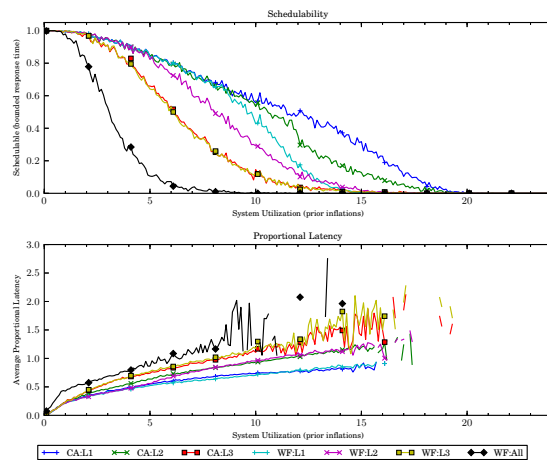 Schedulability
Schedulable (bounded response time)
1.0
0.8
0.6
0.4
0.2
0.0
0 5 10 15 20
System Utilization (prior inflations)
Proportional Latency
Average Proportional Latency
3.0
2.5
2.0
1.5
1.0
0.5
0.0
0 5 10 15 20
System Utilization (prior inflations)
CA:L1 CA:L2 CA:L3 WF:L1 WF:L2 WF:L3 WF:All